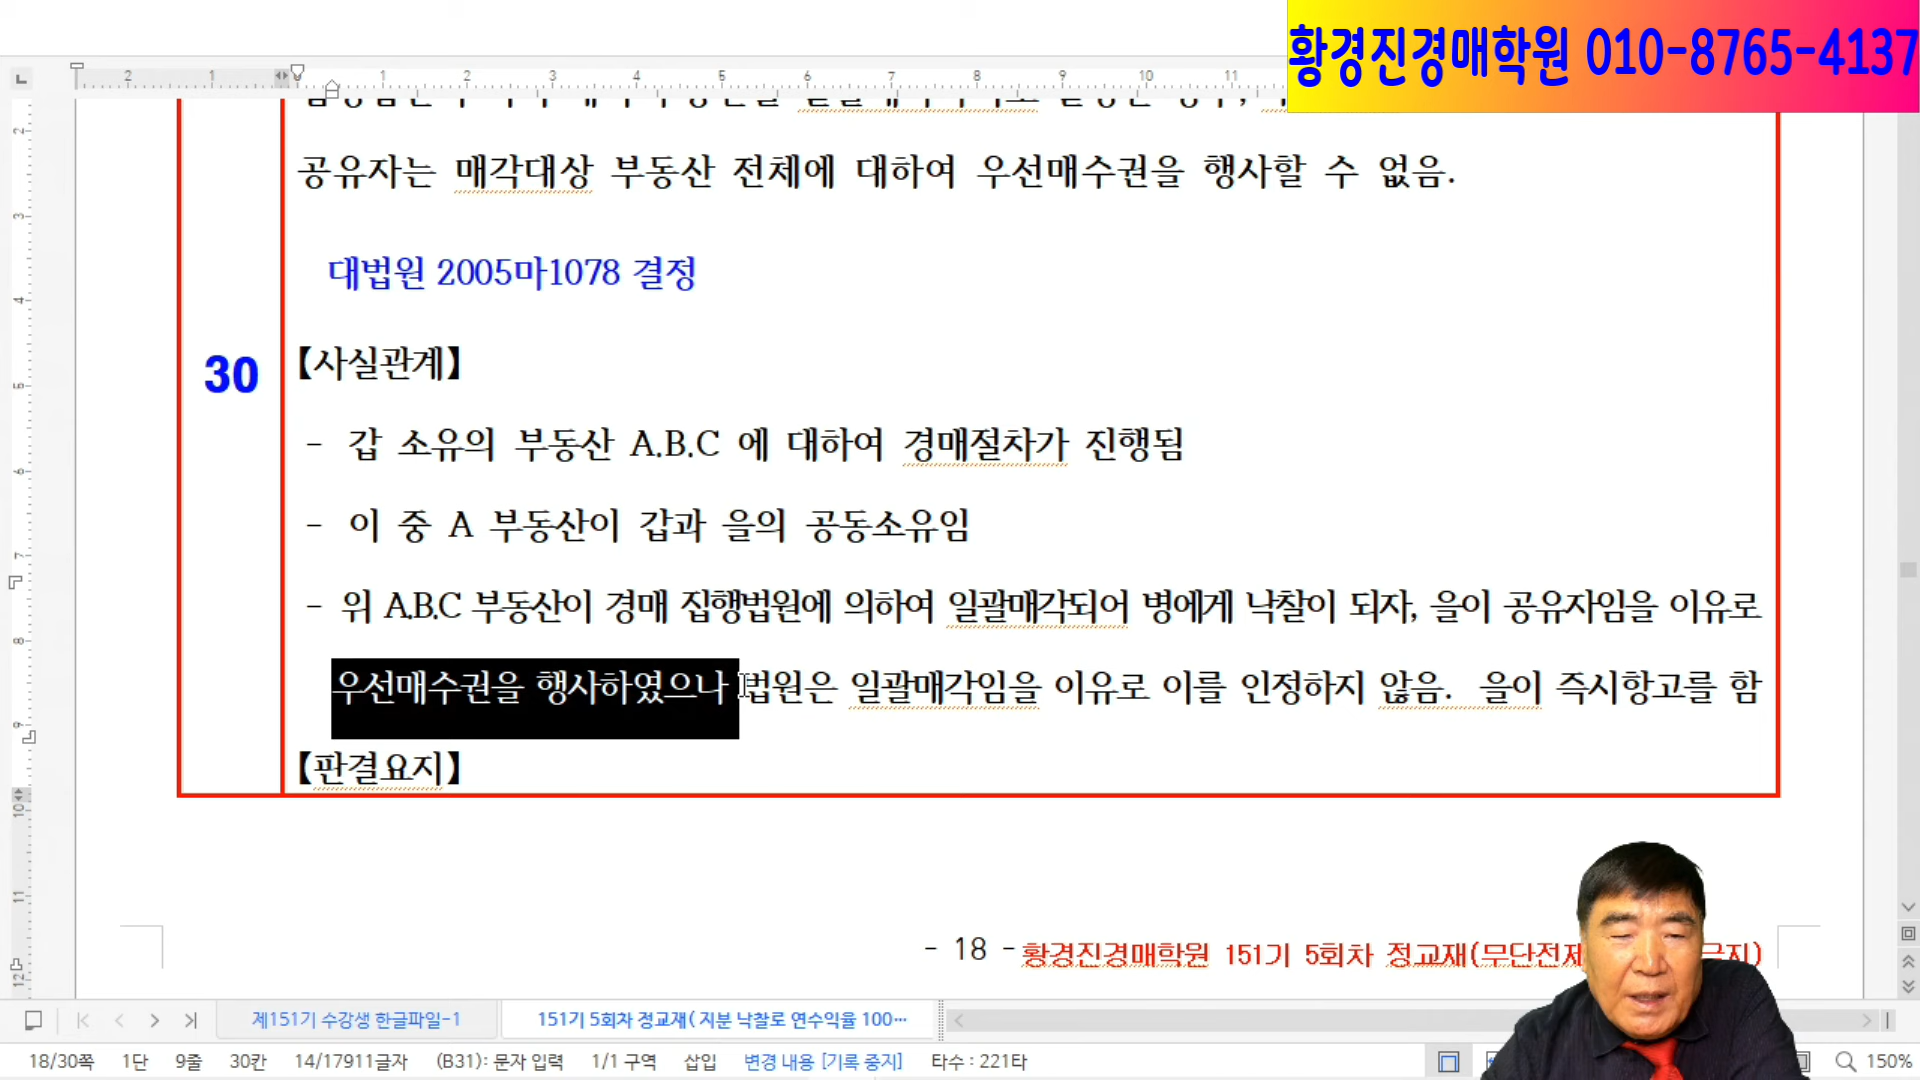 황경진경매학원 010-8765-4137
공유자는 매각대상 부동산 전체에 대하여 우선매수권을 행사할 수 없음.
대법원 2005마1078 결정
30
【사실관계】
- 갑 소유의 부동산 A.B.C 에 대하여 경매절차가 진행됨
- 이 중 A 부동산이 갑과 을의 공동소유임
- 위 A.B.C 부동산이 경매 집행법원에 의하여 일괄매각되어 병에게 낙찰이 되자, 을이 공유자임을 이유로
우선매수권을 행사하였으나 법원은 일괄매각임을 이유로 이를 인정하지 않음. 을이 즉시항고를 함
【판결요지】
- 18 -
황경진경매학원 151기 5회차 정교재(무단전재 금지)
제151기 수강생 한글파일-1
151기 5회차 정교재( 지분 낙찰로 연수익율 100…
18/30쪽 1단 9줄 30칸 14/17911글자 (B31): 문자 입력 1/1 구역 삽입 변경 내용 [기록 중지] 타수 : 221타
150%